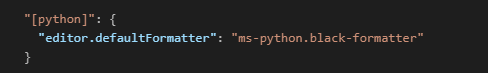 "[python]": {
"editor.defaultFormatter": "ms-python.black-formatter"
}